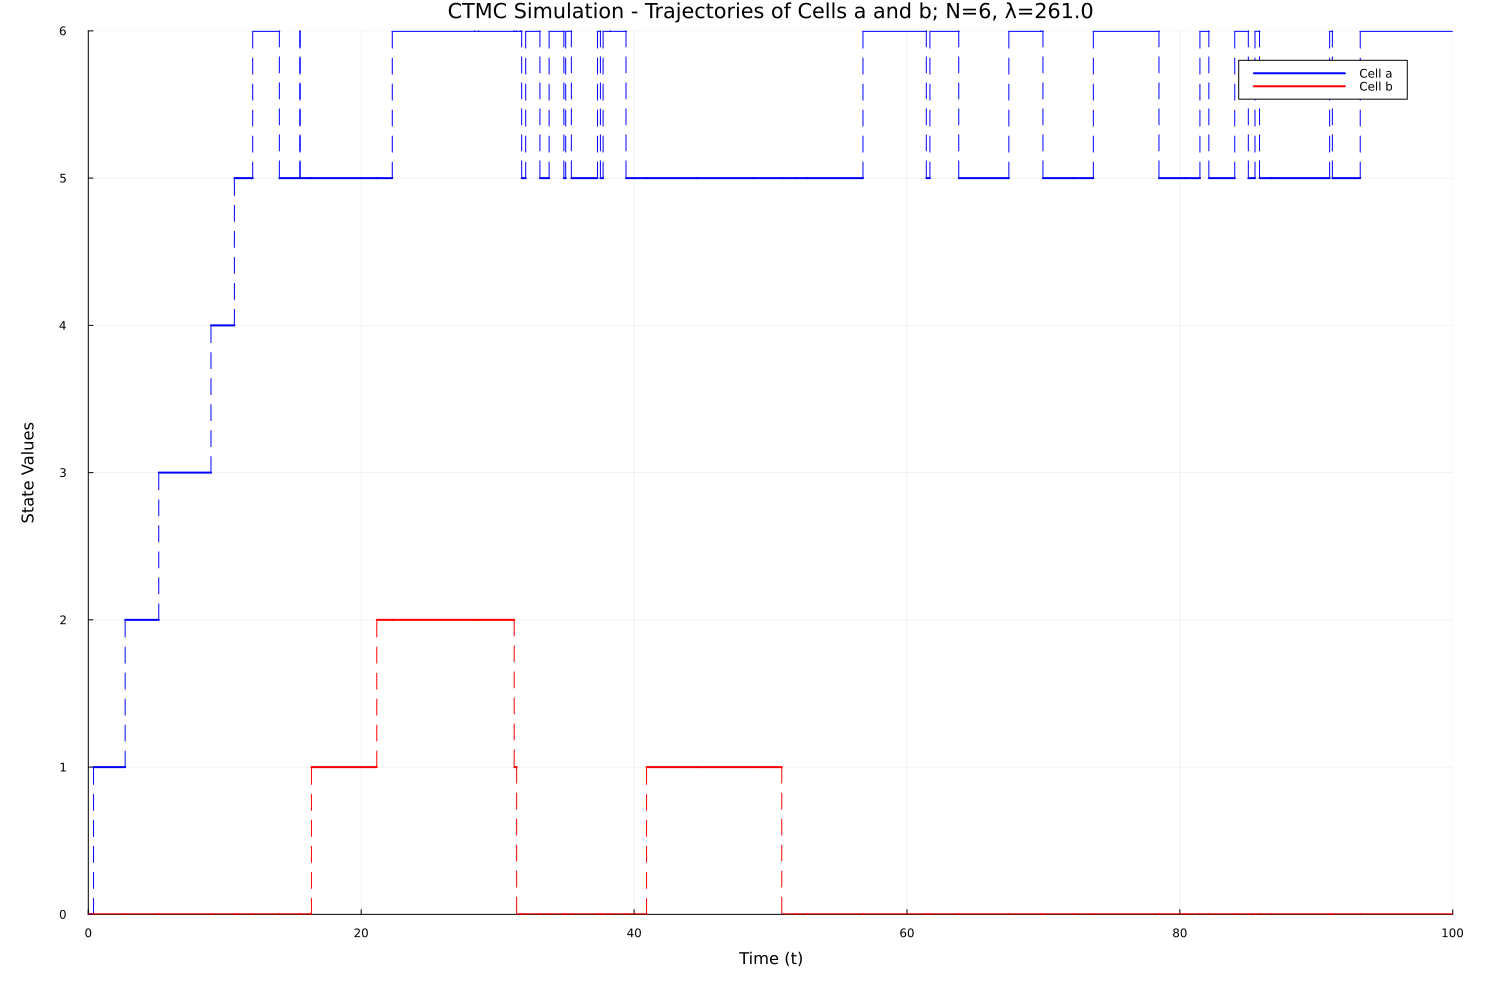 CTMC Simulation - Trajectories of Cells a and b; N=6, λ=261.0
6
Cell a
Cell b
5
4
3
State Values
2
1
0
0 20 40 60 80 100
Time (t)